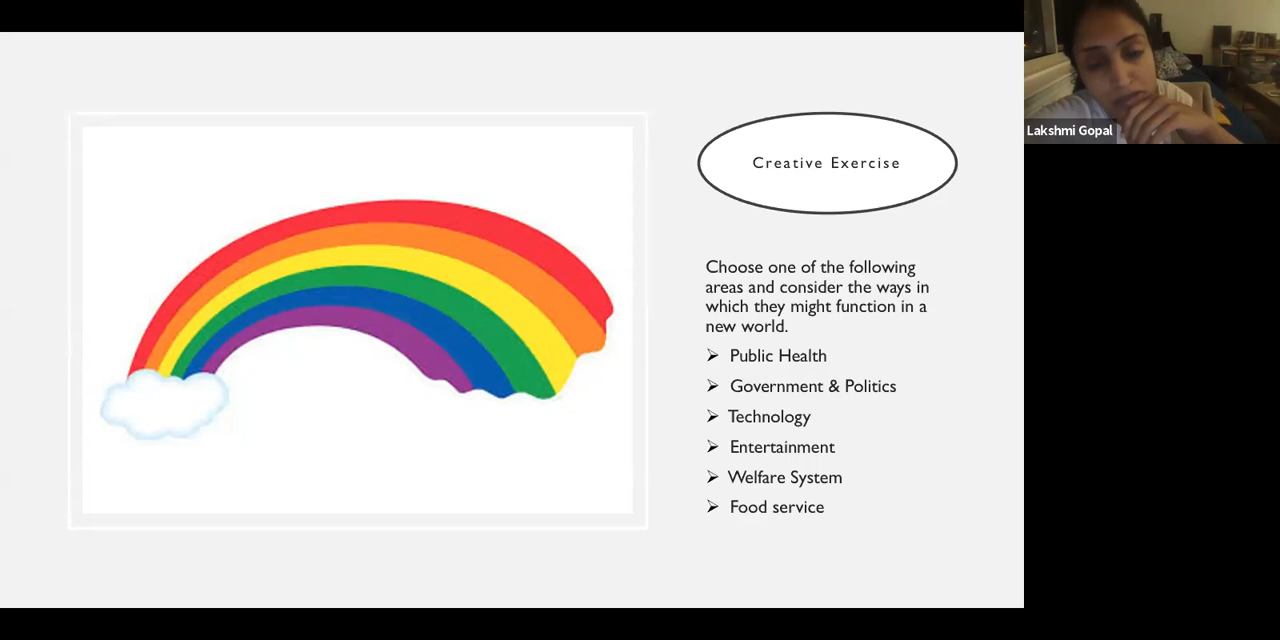 Creative Exercise
Choose one of the following
areas and consider the ways in
which they might function in a
new world.
➢ Public Health
➢ Government & Politics
➢ Technology
➢ Entertainment
➢ Welfare System
➢ Food service
Lakshmi Gopal